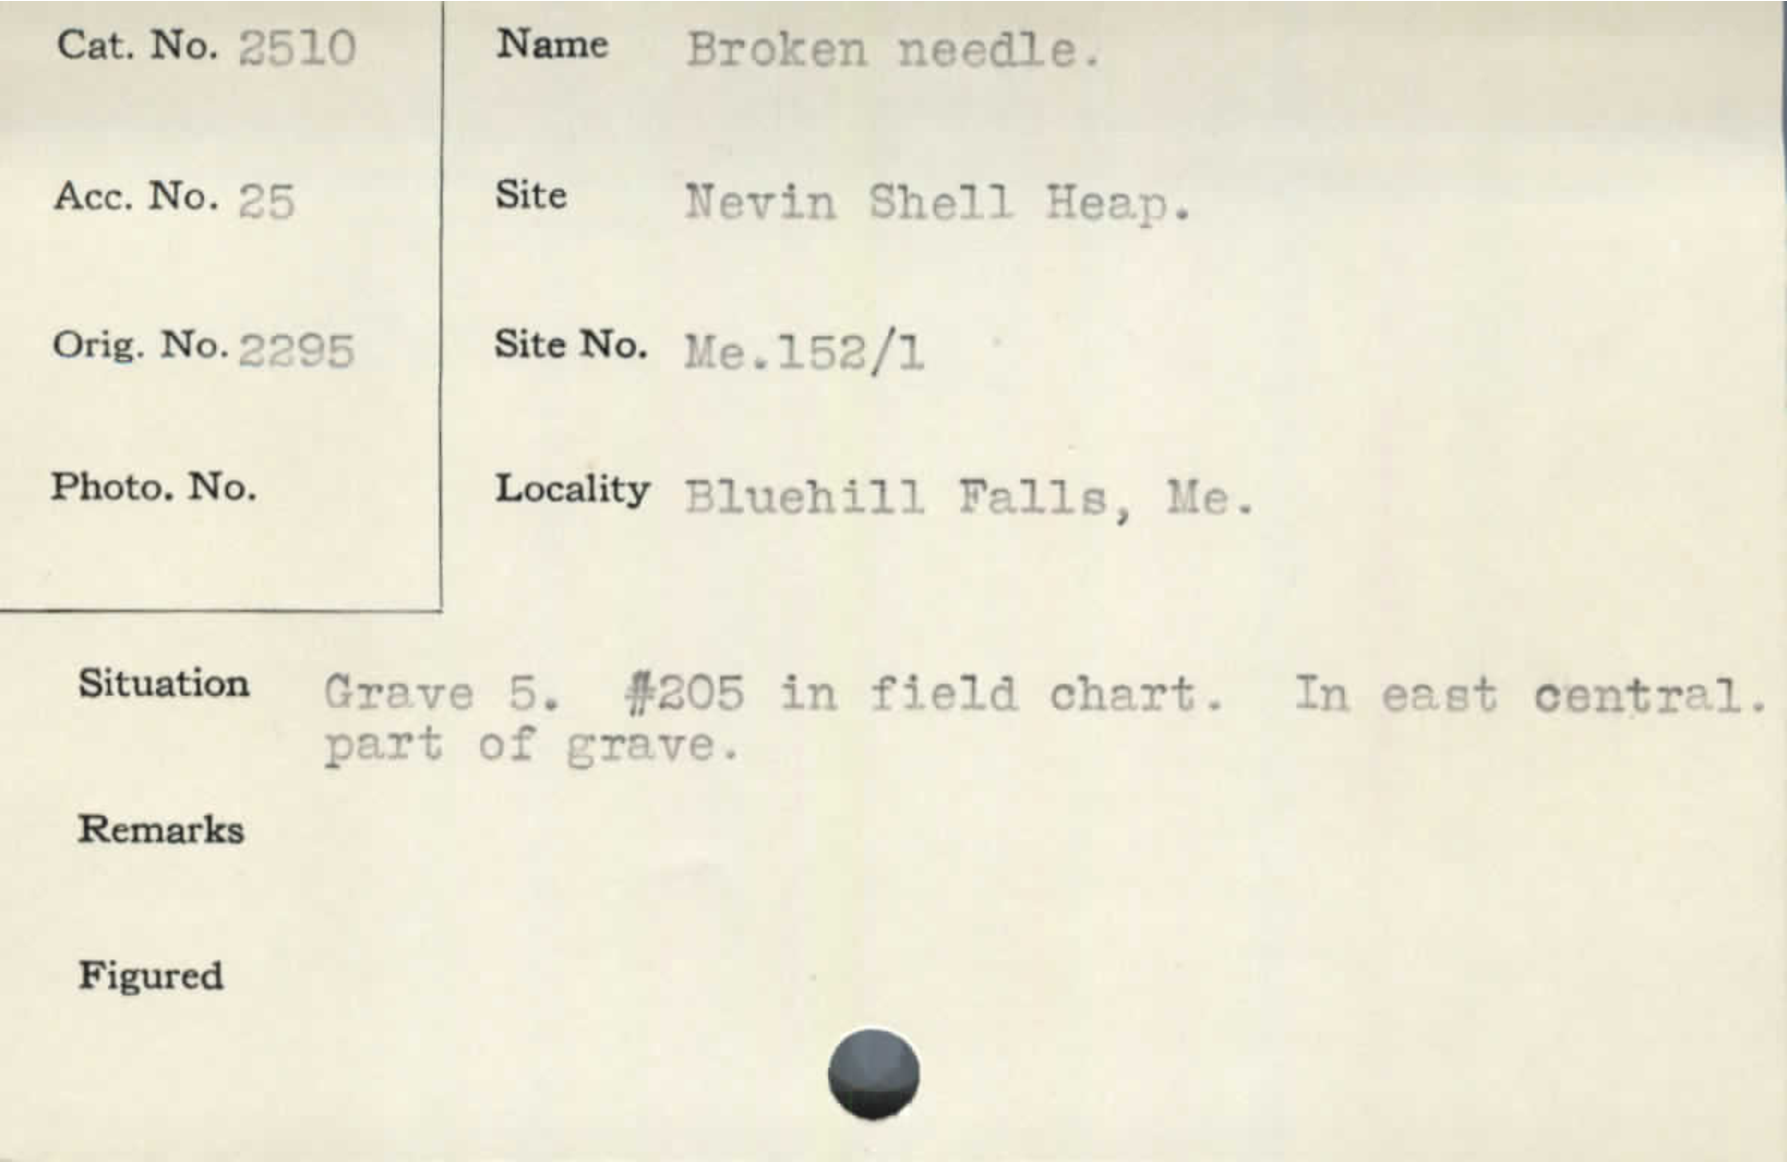 Cat. No. 2510
Name Broken needle.
Acc. No. 25
Site Nevin Shell Heap.
Orig. No. 2295
Site No. Me.152/1
Photo. No.
Locality Bluehill Falls, Me.
Situation Grave 5. #205 in field chart. In east central.
part of grave.
Remarks
Figured